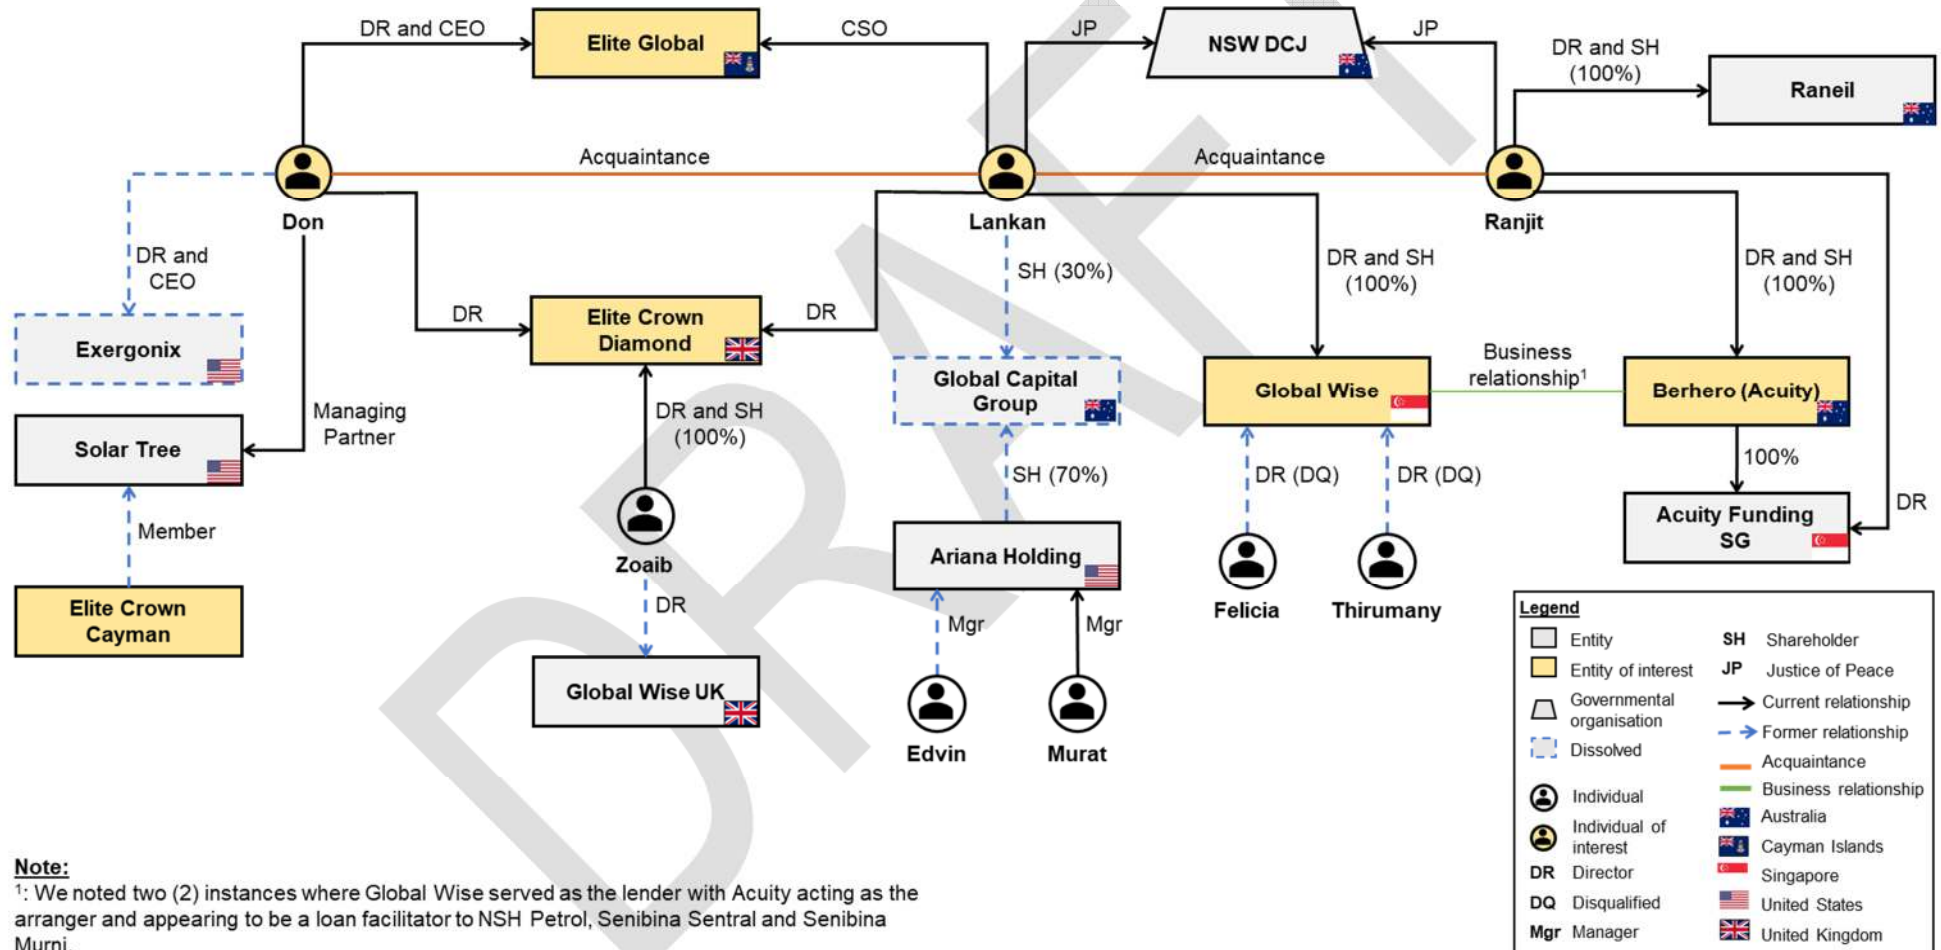 DR and CEO
Elite Global
CSO
JP
NSW DCJ
JP
DR and SH
(100%)
Raneil
Acquaintance
Acquaintance
Don
Lankan
Ranjit
DR and
CEO
SH (30%)
DR and SH
(100%)
DR and SH
(100%)
DR
Elite Crown
Diamond
DR
Exergonix
Global Capital
Group
Global Wise
Business
relationship¹
Berhero (Acuity)
Managing
Partner
Solar Tree
DR and SH
(100%)
SH (70%)
DR (DQ)
DR (DQ)
100%
Member
Acuity Funding
SG
DR
Zoaib
Ariana Holding
Felicia
Thirumany
Elite Crown
Cayman
DR
Mgr
Mgr
Global Wise UK
Edvin
Murat
Legend
Entity
Entity of interest
Governmental
organisation
Dissolved
Individual
Individual of
interest
DR Director
DQ Disqualified
Mgr Manager
SH Shareholder
JP Justice of Peace
Current relationship
Former relationship
Acquaintance
Business relationship
Australia
Cayman Islands
Singapore
United States
United Kingdom
Note:
¹: We noted two (2) instances where Global Wise served as the lender with Acuity acting as the
arranger and appearing to be a loan facilitator to NSH Petrol, Senibina Sentral and Senibina
Murni.
DRAFT